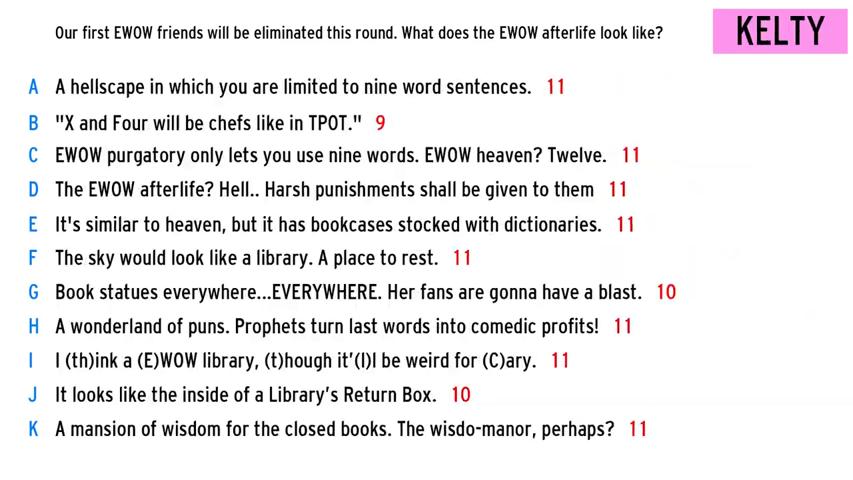 Our first EWOW friends will be eliminated this round. What does the EWOW afterlife look like?
KELTY
A A hellscape in which you are limited to nine word sentences. 11
B "X and Four will be chefs like in TPOT." 9
C EWOW purgatory only lets you use nine words. EWOW heaven? Twelve. 11
D The EWOW afterlife? Hell.. Harsh punishments shall be given to them 11
E It's similar to heaven, but it has bookcases stocked with dictionaries. 11
F The sky would look like a library. A place to rest. 11
G Book statues everywhere...EVERYWHERE. Her fans are gonna have a blast. 10
H A wonderland of puns. Prophets turn last words into comedic profits! 11
I I (th)ink a (E)WOW library, (t)hough it'(l)l be weird for (C)ary. 11
J It looks like the inside of a Library's Return Box. 10
K A mansion of wisdom for the closed books. The wisdo-manor, perhaps? 11